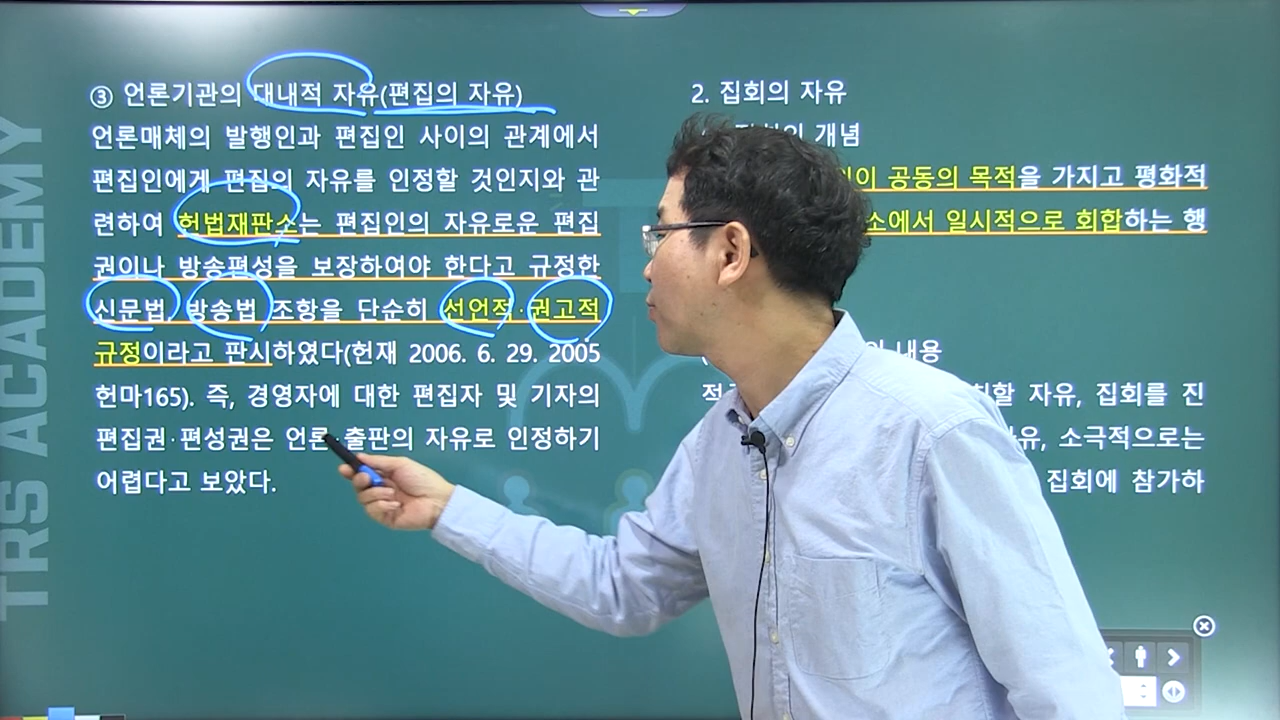 ③ 언론기관의 대내적 자유(편집의 자유)
언론매체의 발행인과 편집인 사이의 관계에서
편집인에게 편집의 자유를 인정할 것인지와 관
련하여 헌법재판소는 편집인의 자유로운 편집
권이나 방송편성을 보장하여야 한다고 규정한
신문법, 방송법 조항을 단순히 선언적·권고적
규정이라고 판시하였다(헌재 2006. 6. 29. 2005
헌마165). 즉, 경영자에 대한 편집자 및 기자의
편집권·편성권은 언론·출판의 자유로 인정하기
어렵다고 보았다.
2. 집회의 자유
개념
공동의 목적을 가지고 평화적
일시적으로 회합하는 행
내용
자유, 집회를 진
소극적으로는
집회에 참가하
TRS ACADEMY